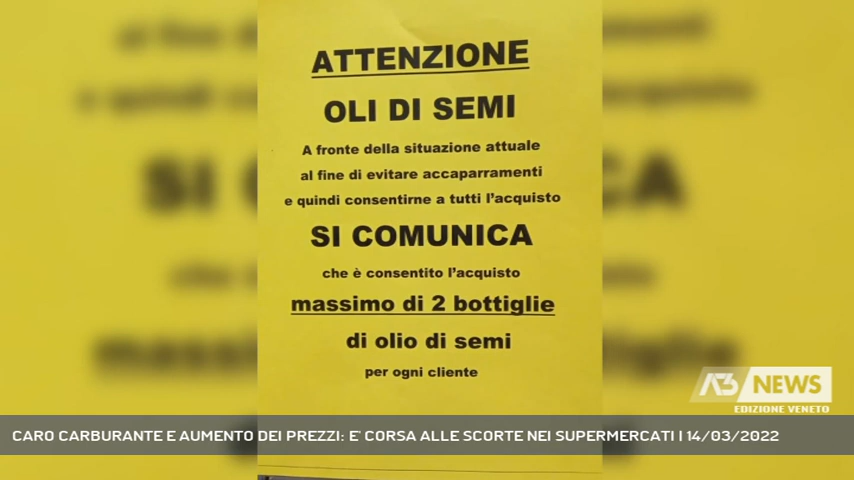 ATTENZIONE
OLI DI SEMI
A fronte della situazione attuale
al fine di evitare accaparramenti
e quindi consentirne a tutti l'acquisto
SI COMUNICA
che è consentito l'acquisto
massimo di 2 bottiglie
di olio di semi
per ogni cliente
A3 NEWS
EDIZIONE VENETO
CARO CARBURANTE E AUMENTO DEI PREZZI: E' CORSA ALLE SCORTE NEI SUPERMERCATI | 14/03/2022